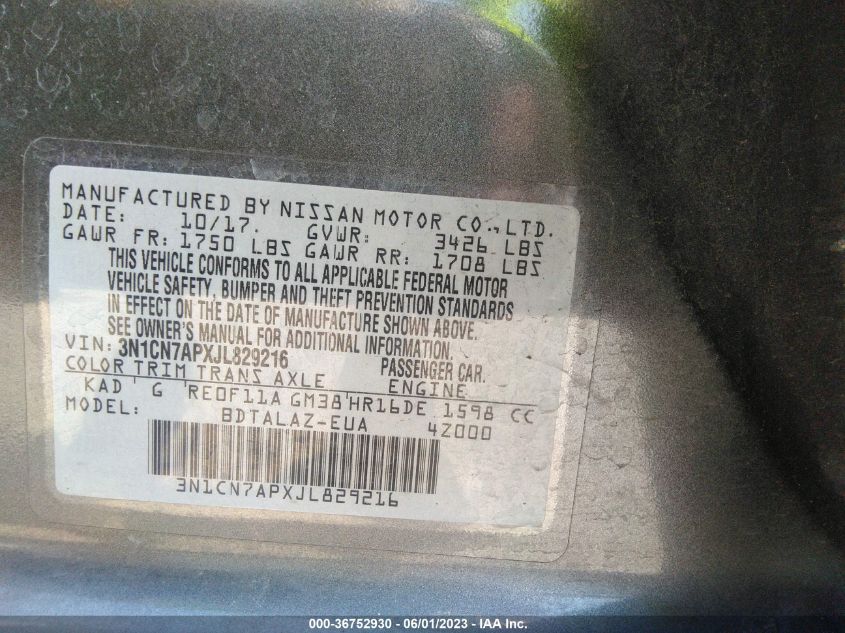 MANUFACTURED BY NISSAN MOTOR CO., LTD.
DATE: 10/17. GVWR: 3426 LBS
GAWR FR: 1750 LBS GAWR RR: 1708 LBS
THIS VEHICLE CONFORMS TO ALL APPLICABLE FEDERAL MOTOR
VEHICLE SAFETY, BUMPER AND THEFT PREVENTION STANDARDS
IN EFFECT ON THE DATE OF MANUFACTURE SHOWN ABOVE.
SEE OWNER'S MANUAL FOR ADDITIONAL INFORMATION.
VIN: 3N1CN7APXJL829216 PASSENGER CAR.
COLOR TRIM TRANS AXLE ENGINE
KAD ' G ' RE0F11A GM38 ' HR16DE 1598 CC
MODEL: BDTALAZ-EUA 4Z000
3N1CN7APXJL829216
000-36752930 - 06/01/2023 - IAA Inc.